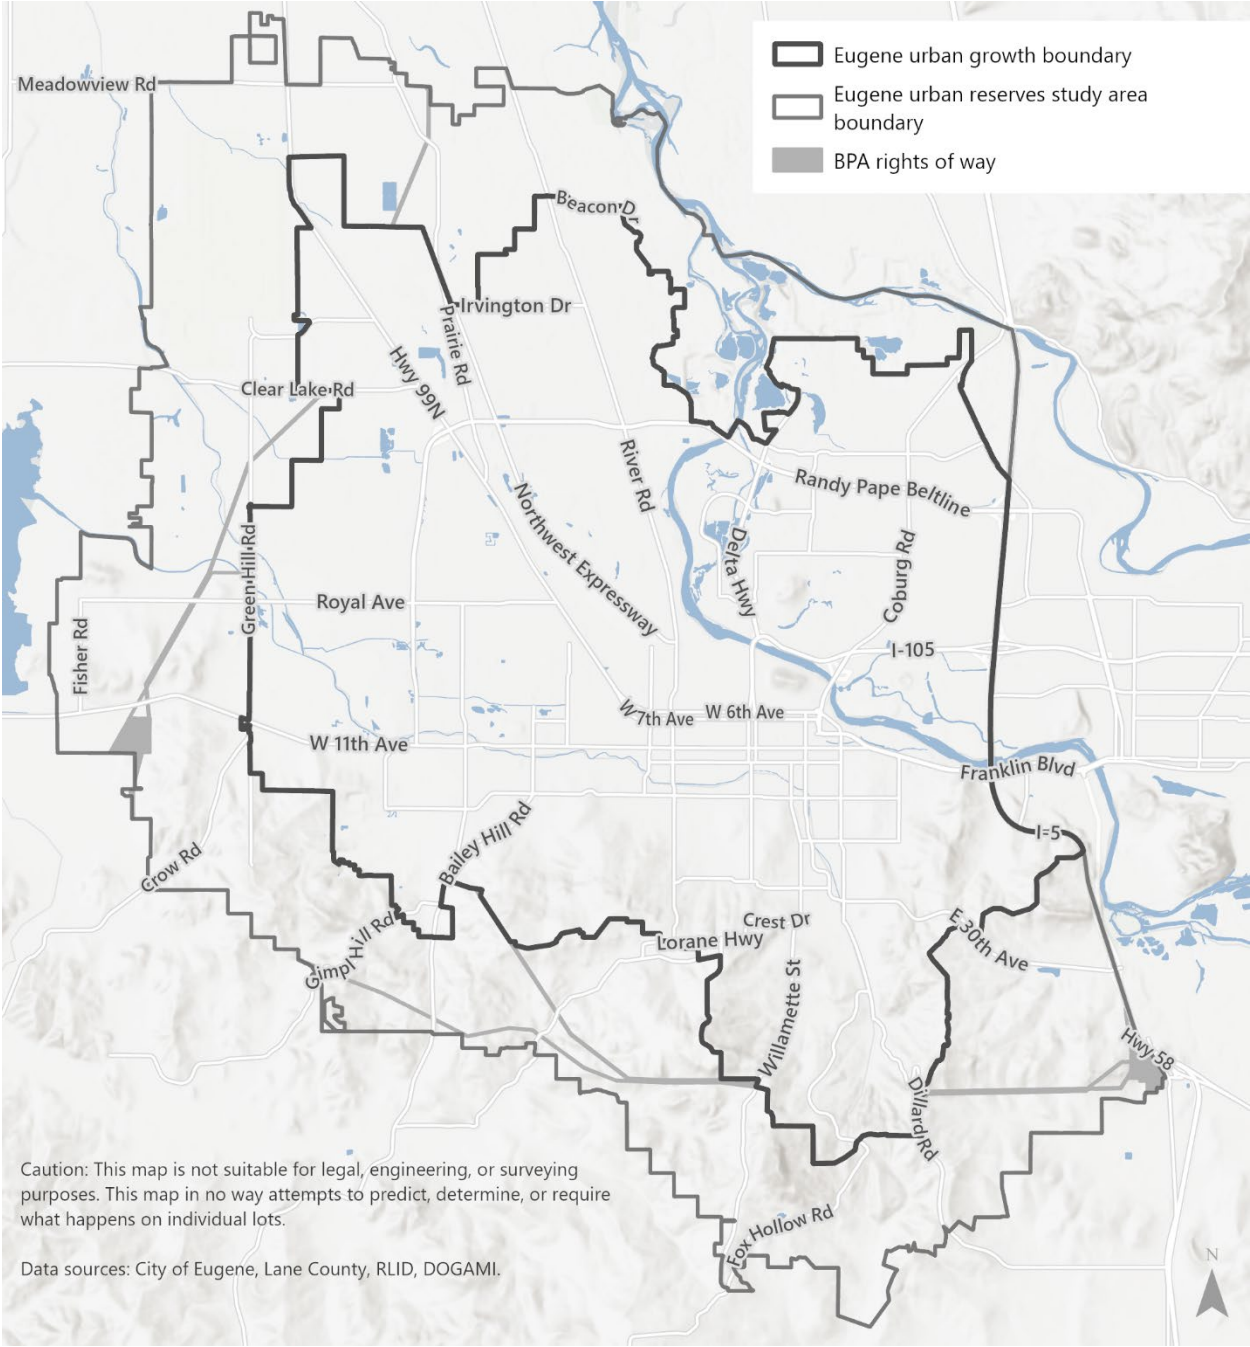 Eugene urban growth boundary
Eugene urban reserves study area
boundary
BPA rights of way
Meadowview Rd
Beacon Dr
Irvington Dr
Prairie Rd
Hwy 99N
Clear Lake Rd
River Rd
Randy Pape Beltline
Northwest Expressway
Delta Hwy
Coburg Rd
Green Hill Rd
Royal Ave
Fisher Rd
I-105
W 7th Ave
W 6th Ave
W 11th Ave
Franklin Blvd
Bailey Hill Rd
I-5
Crow Rd
Gimpl Hill Rd
Crest Dr
Lorane Hwy
E 30th Ave
Willamette St
Hwy 58
Dillard Rd
Fox Hollow Rd
Caution: This map is not suitable for legal, engineering, or surveying
purposes. This map in no way attempts to predict, determine, or require
what happens on individual lots.
Data sources: City of Eugene, Lane County, RLID, DOGAMI.
N